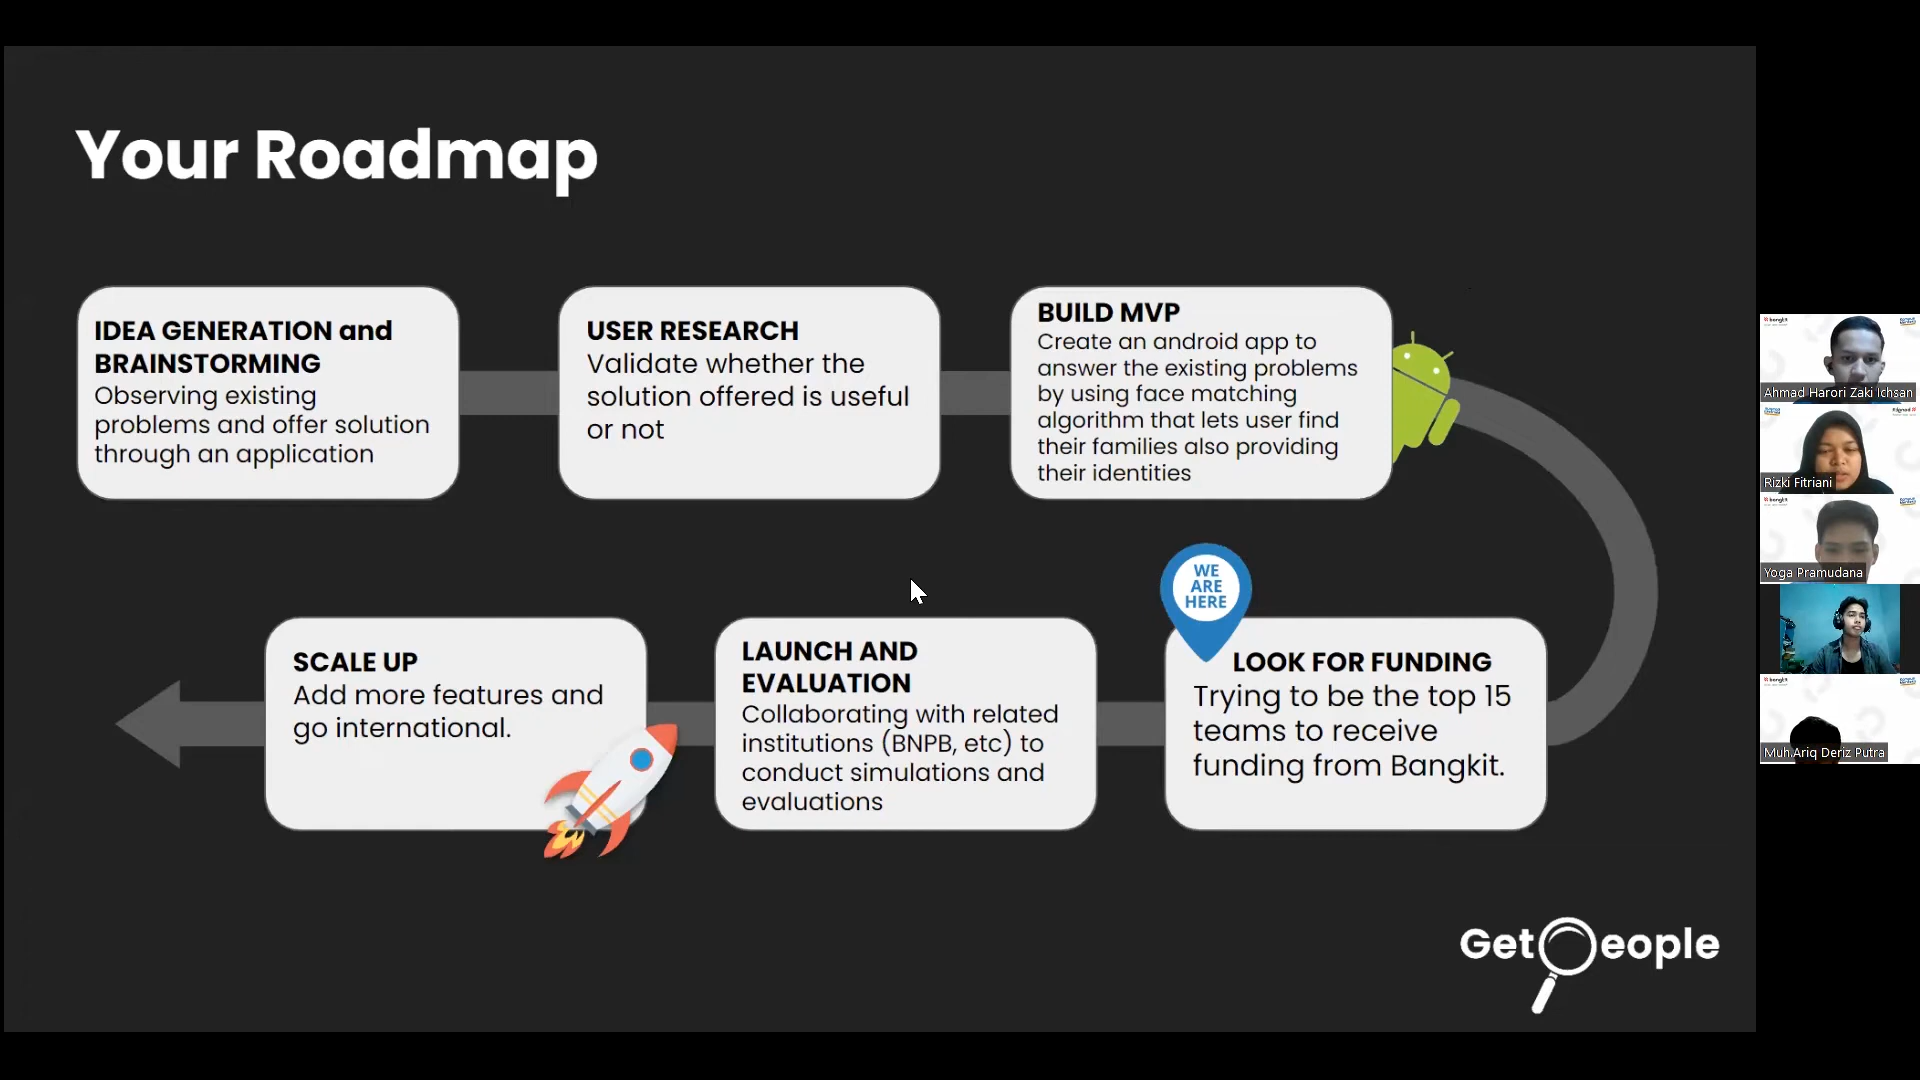 Your Roadmap
IDEA GENERATION and
BRAINSTORMING
Observing existing
problems and offer solution
through an application
USER RESEARCH
Validate whether the
solution offered is useful
or not
BUILD MVP
Create an android app to
answer the existing problems
by using face matching
algorithm that lets user find
their families also providing
their identities
WE
ARE
HERE
LOOK FOR FUNDING
Trying to be the top 15
teams to receive
funding from Bangkit.
LAUNCH AND
EVALUATION
Collaborating with related
institutions (BNPB, etc) to
conduct simulations and
evaluations
SCALE UP
Add more features and
go international.
Get eople
Ahmad Harori Zaki Ichsan
Rizki Fitriani
Yoga Pramudana
Muh.Ariq Deriz Putra